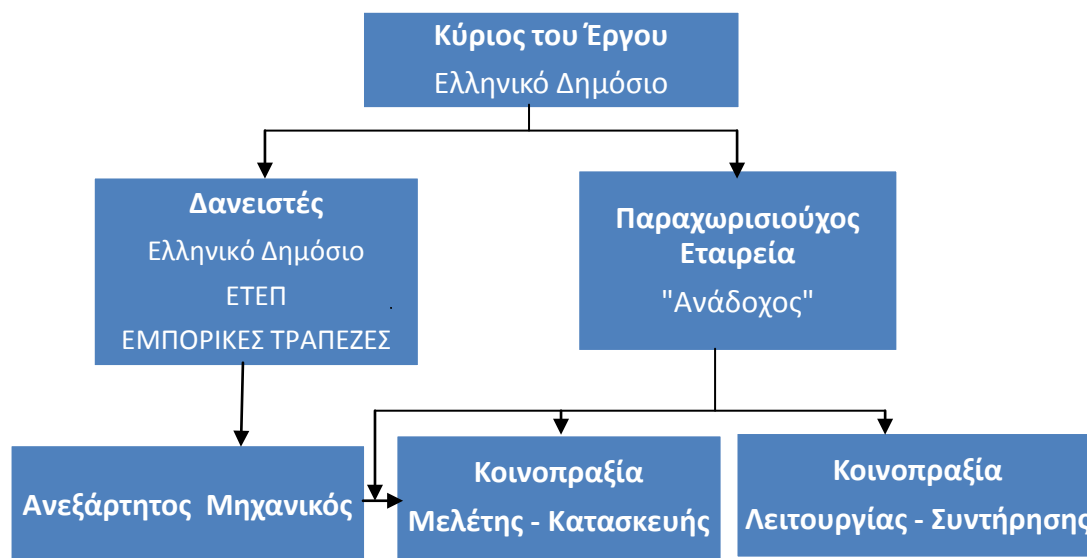 Κύριος του Έργου
Ελληνικό Δημόσιο
Δανειστές
Ελληνικό Δημόσιο
ΕΤΕΠ
ΕΜΠΟΡΙΚΕΣ ΤΡΑΠΕΖΕΣ
Παραχωρισιούχος
Εταιρεία
"Ανάδοχος"
Ανεξάρτητος Μηχανικός
Κοινοπραξία
Μελέτης - Κατασκευής
Κοινοπραξία
Λειτουργίας - Συντήρησης